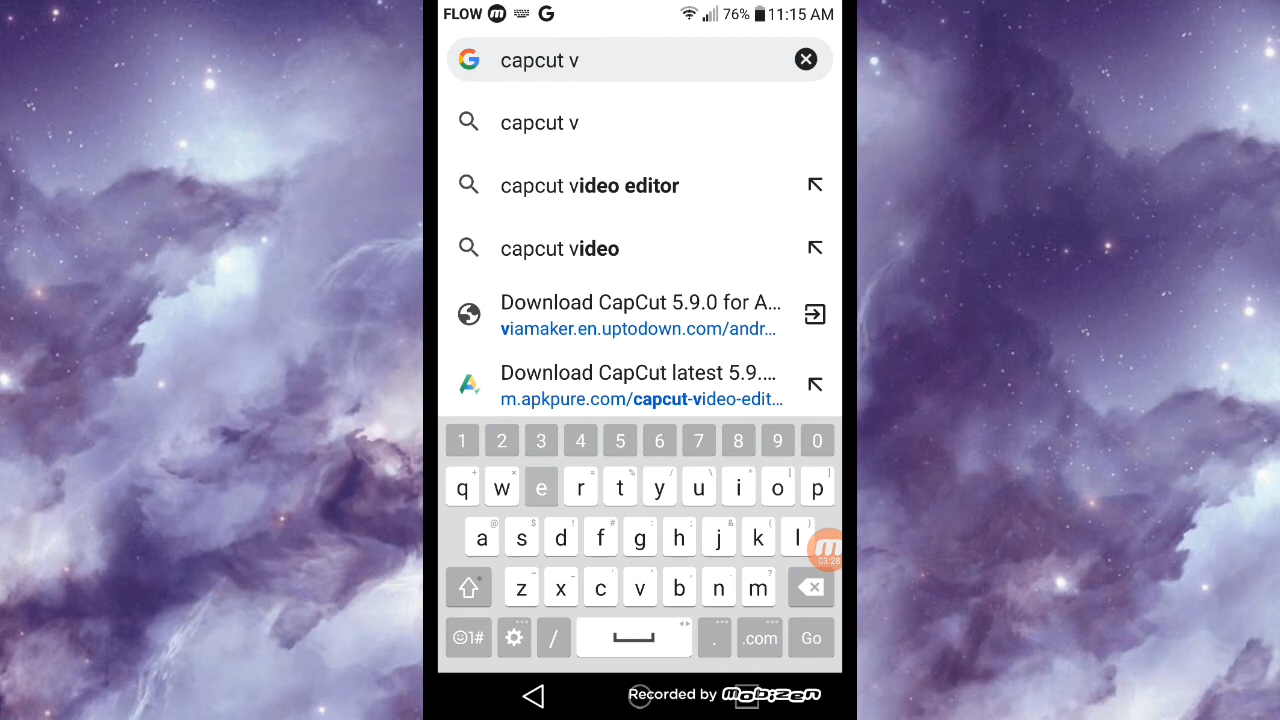 FLOW 76% 11:15 AM
capcut v
capcut v
capcut video editor
capcut video
Download CapCut 5.9.0 for A...
viamaker.en.uptodown.com/andr...
Download CapCut latest 5.9....
m.apkpure.com/capcut-video-edit...
1 2 3 4 5 6 7 8 9 0
q w e r t y u i o p
a s d f g h j k l
03:28
z x c v b n m
1# / . .com Go
Recorded by mobizen